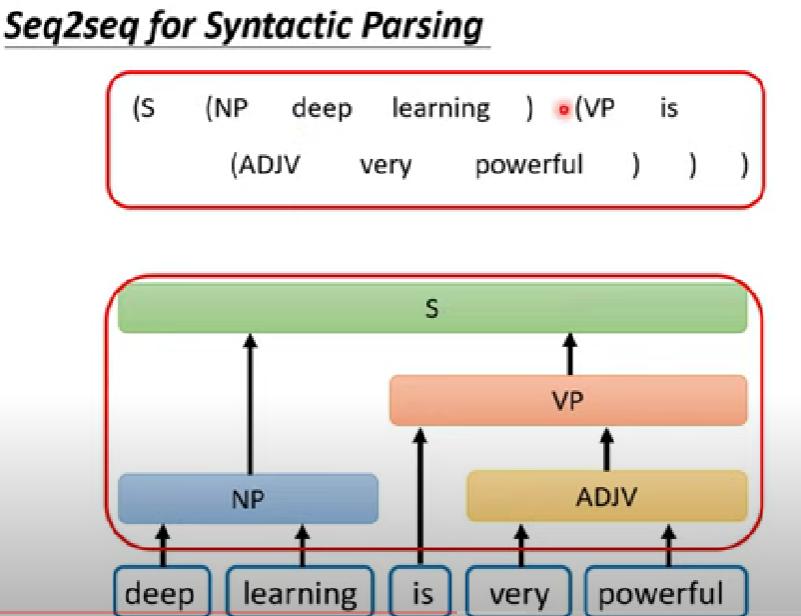 Seq2seq for Syntactic Parsing
(S (NP deep learning ) (VP is
(ADJV very powerful ) ) )
S
VP
NP ADJV
deep learning is very powerful